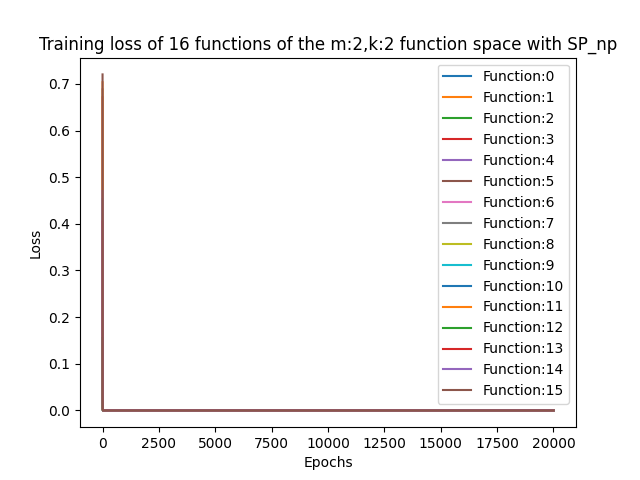 Training loss of 16 functions of the m:2,k:2 function space with SP_np
Loss
0.7
0.6
0.5
0.4
0.3
0.2
0.1
0.0
Function:0
Function:1
Function:2
Function:3
Function:4
Function:5
Function:6
Function:7
Function:8
Function:9
Function:10
Function:11
Function:12
Function:13
Function:14
Function:15
0 2500 5000 7500 10000 12500 15000 17500 20000
Epochs